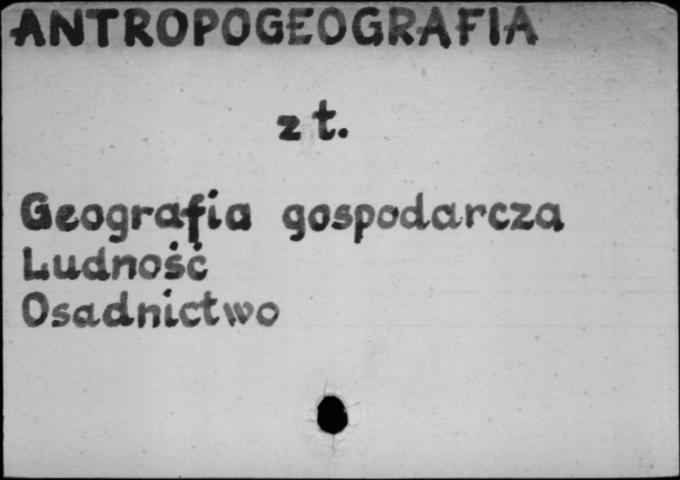 ANTROPOGEOGRAFIA
z t.
Geografia gospodarcza
Ludność
Osadnictwo